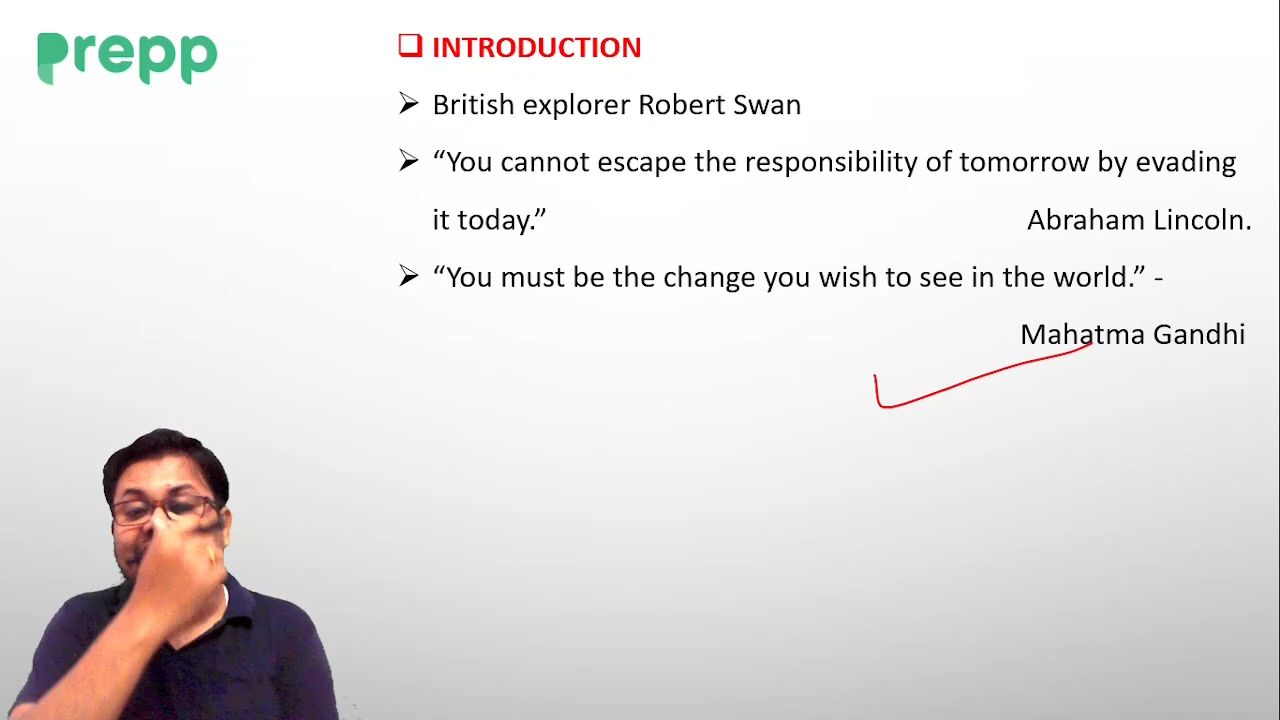 prepp
❑ INTRODUCTION
➢ British explorer Robert Swan
➢ “You cannot escape the responsibility of tomorrow by evading
it today.” Abraham Lincoln.
➢ “You must be the change you wish to see in the world.” -
Mahatma Gandhi